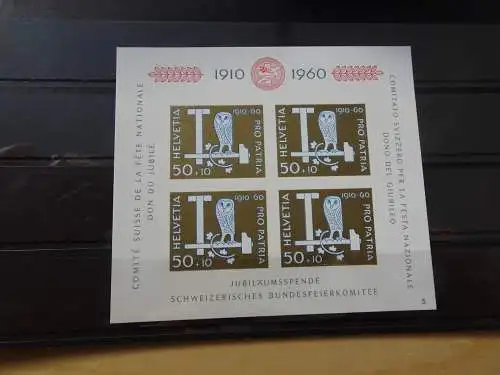 1910 1960
COMITÉ SUISSE DE LA FÊTE NATIONALE
DON DU JUBILÉ
COMITATO SVIZZERO PER LA FESTA NAZIONALE
DONO DEL GIUBILEO
HELVETIA
1910-60
PRO PATRIA
50+10
HELVETIA
1910-60
PRO PATRIA
50+10
HELVETIA
1910-60
PRO PATRIA
50+10
HELVETIA
1910-60
PRO PATRIA
50+10
JUBILÄUMSSPENDE
SCHWEIZERISCHES BUNDESFEIERKOMITEE